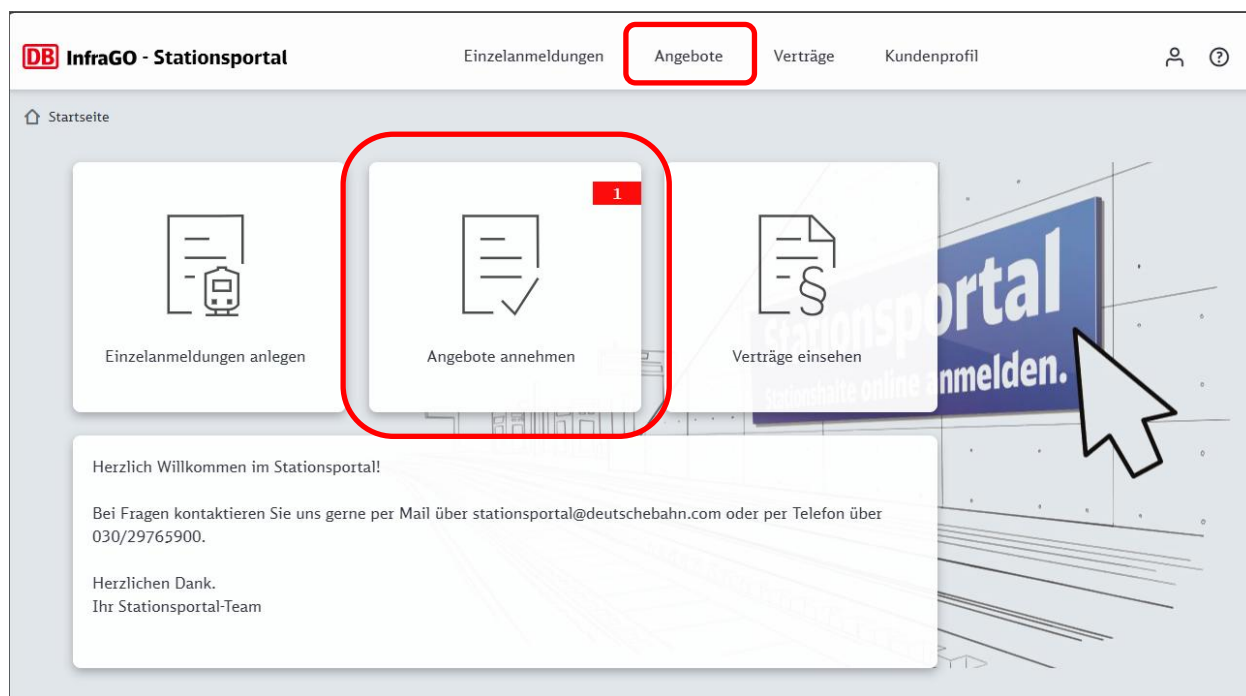 DB InfraGO - Stationsportal
Einzelanmeldungen
Angebote
Verträge
Kundenprofil
Startseite
1
Einzelanmeldungen anlegen
Angebote annehmen
Verträge einsehen
Stationsportal
Stationshalte online anmelden.
Herzlich Willkommen im Stationsportal!
Bei Fragen kontaktieren Sie uns gerne per Mail über stationsportal@deutschebahn.com oder per Telefon über
030/29765900.
Herzlichen Dank.
Ihr Stationsportal-Team